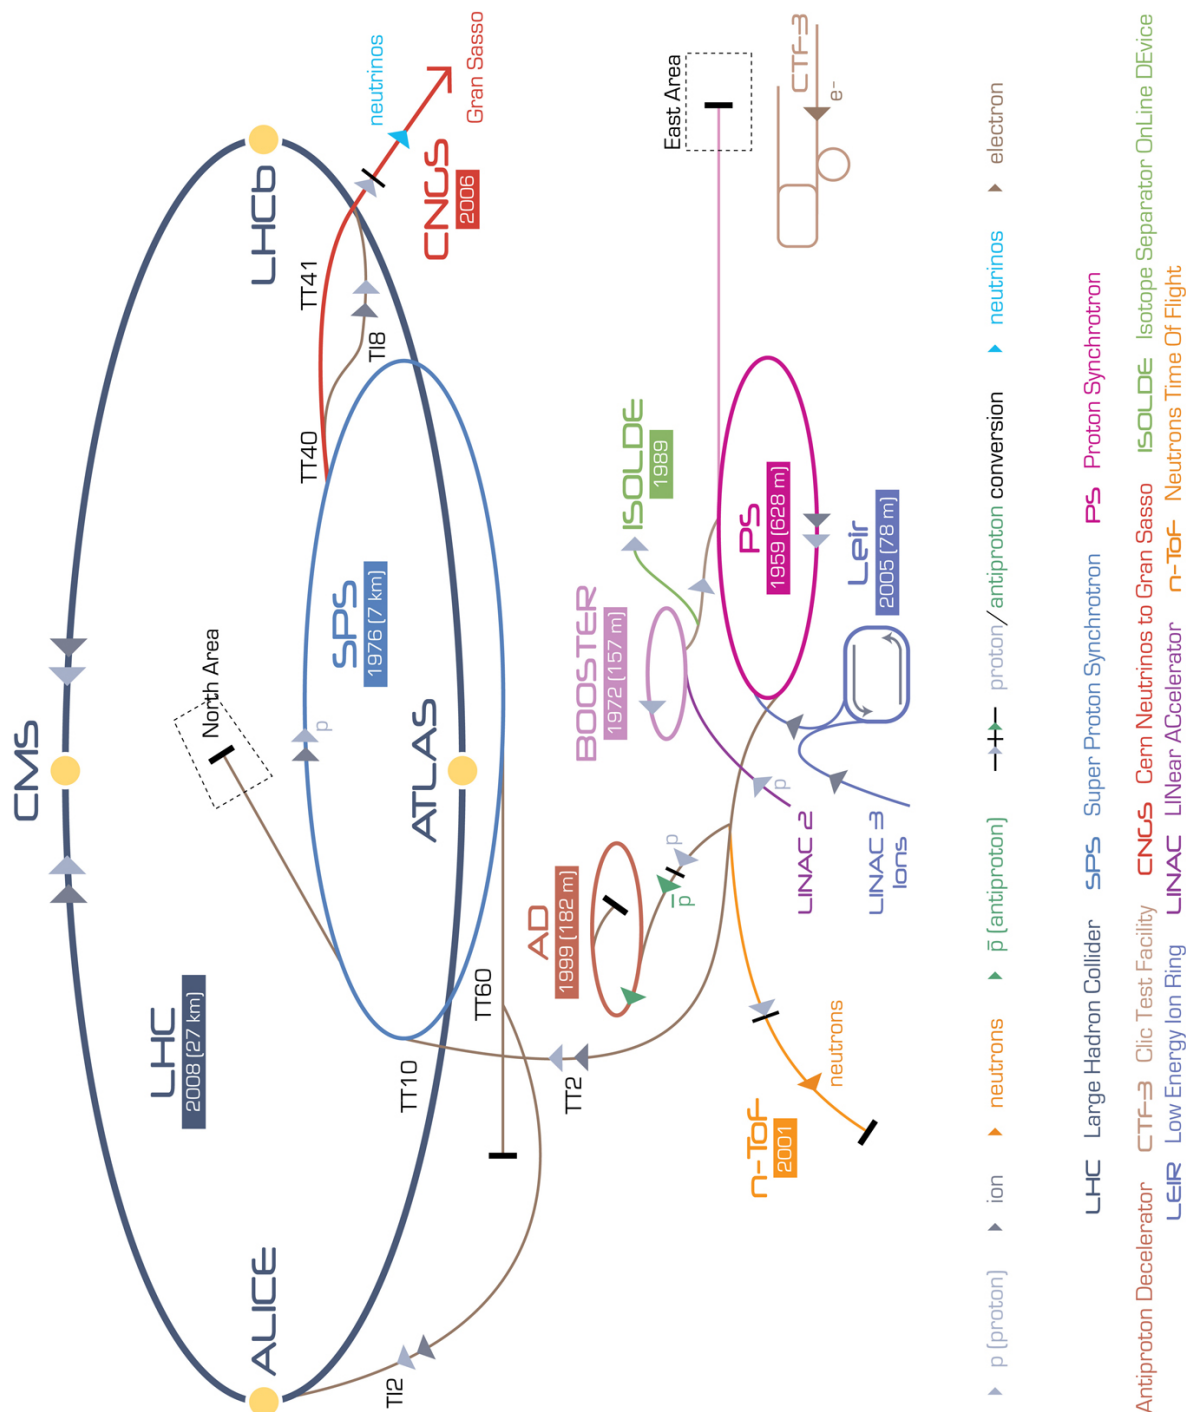 CMS
LHC
2008 (27 km)
North Area
ALICE
TT40
TT41
LHCb
SPS
1976 (7 km)
neutrinos
TI8
p
ATLAS
CNGS
2006
Gran Sasso
TT10
TI2
TT60
AD
1999 (182 m)
TT2
BOOSTER
1972 (157 m)
ISOLDE
1989
East Area
p
p̄
p
LINAC 2
PS
1959 (628 m)
n-ToF
2001
neutrons
LINAC 3
Ions
Leir
2005 (78 m)
CTF-3
e-
p (proton)
ion
neutrons
p̄ (antiproton)
proton/antiproton conversion
neutrinos
electron
LHC Large Hadron Collider SPS Super Proton Synchrotron PS Proton Synchrotron
Antiproton Decelerator CTF-3 Clic Test Facility CNGS Cern Neutrinos to Gran Sasso ISOLDE Isotope Separator OnLine DEvice
LEIR Low Energy Ion Ring LINAC LINear ACcelerator n-ToF Neutrons Time Of Flight